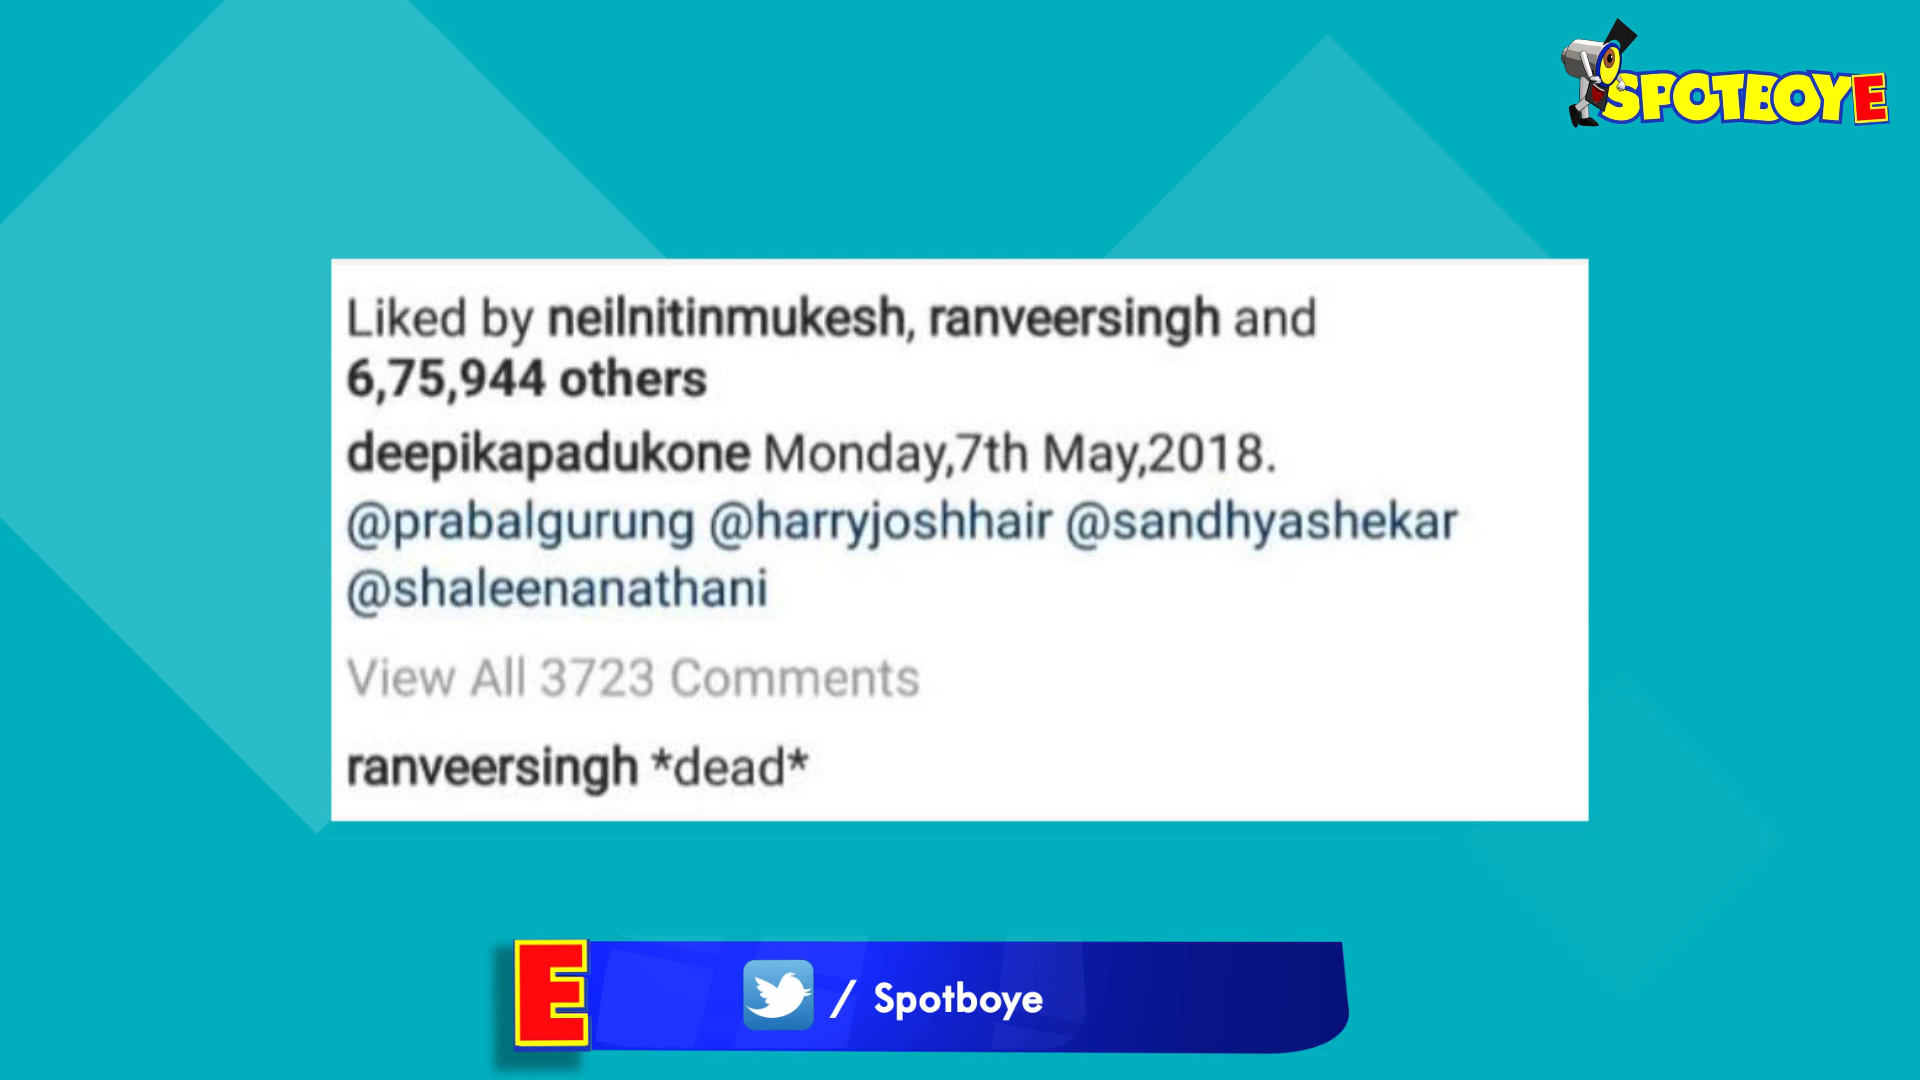 SPOTBOYE
Liked by neilnitinmukesh, ranveersingh and
6,75,944 others
deepikapadukone Monday,7th May,2018.
@prabalgurung @harryjoshhair @sandhyashekar
@shaleenanathani
View All 3723 Comments
ranveersingh *dead*
E / Spotboye